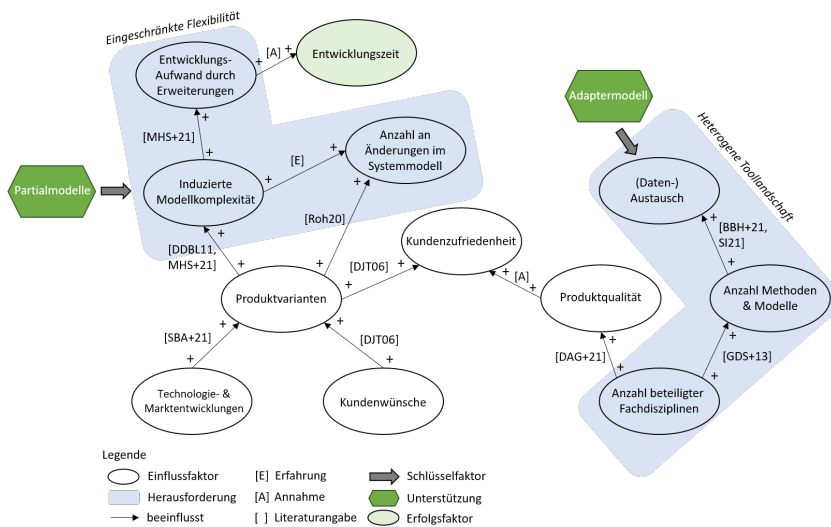 Eingeschränkte Flexibilität
Entwicklungs-
Aufwand durch
Erweiterungen
+
[A]
+
Entwicklungszeit
Adaptermodell
Heterogene Toollandschaft
+
[MHS+21]
+
[E]
+
Anzahl an
Änderungen im
Systemmodell
+
Partialmodelle
Induzierte
Modellkomplexität
+
(Daten-)
Austausch
+
[DDBL11,
MHS+21]
+
[Roh20]
+
+
Kundenzufriedenheit
+
[DJT06]
+
+
[A]
+
[BBH+21,
SI21]
+
Produktvarianten
Produktqualität
Anzahl Methoden
& Modelle
[SBA+21]
+
+
+
[DJT06]
+
[DAG+21]
+
+
+
[GDS+13]
+
Technologie- &
Marktentwicklungen
Kundenwünsche
Anzahl beteiligter
Fachdisziplinen
Legende
Einflussfaktor
[E] Erfahrung
Schlüsselfaktor
Herausforderung
[A] Annahme
Unterstützung
beeinflusst
[ ] Literaturangabe
Erfolgsfaktor